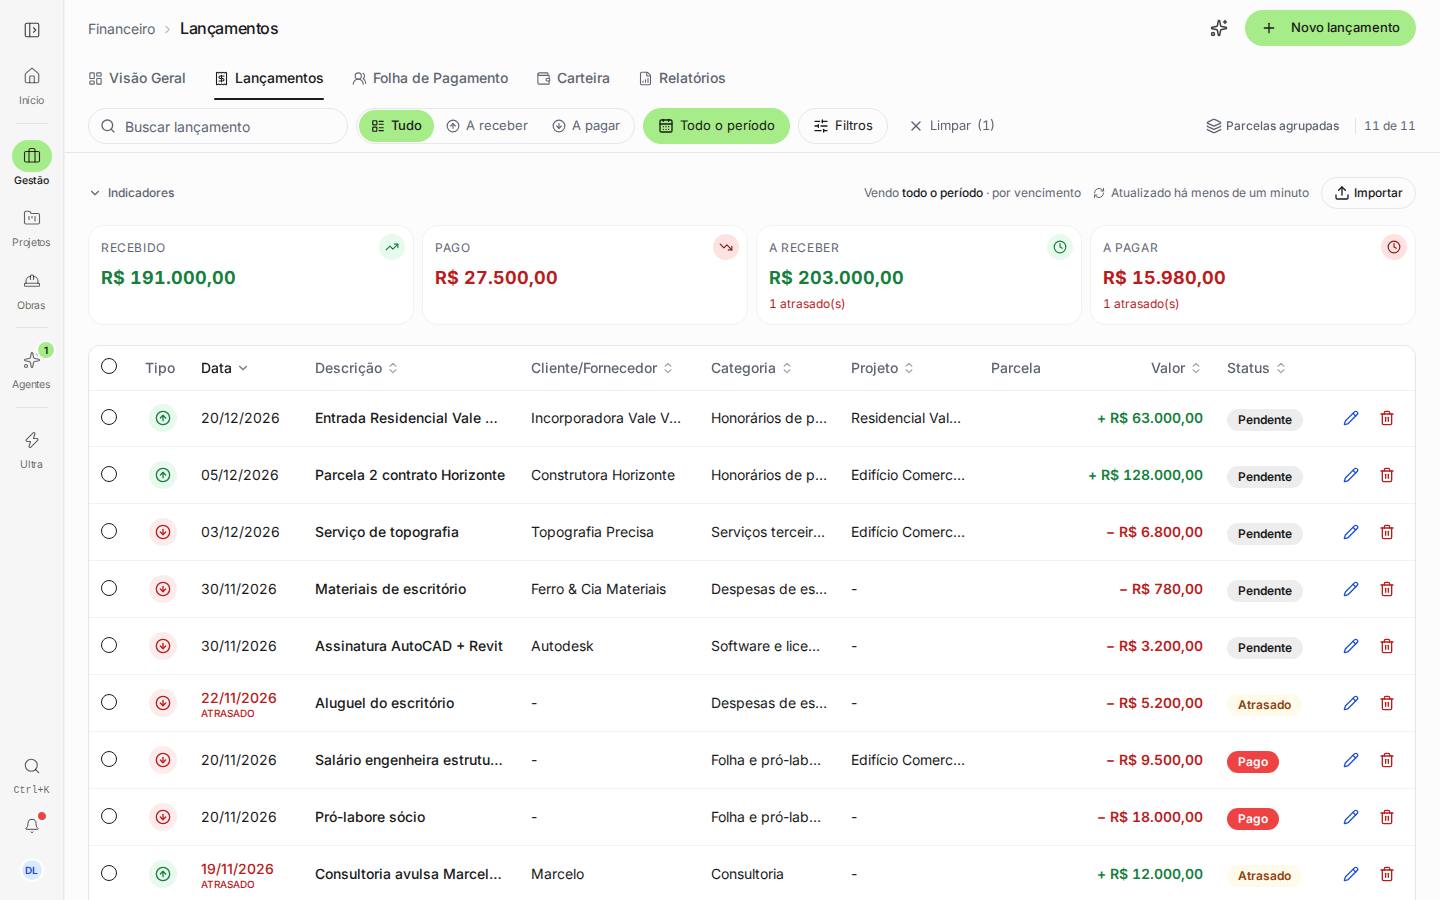 Financeiro > Lançamentos
Novo lançamento
Visão Geral
Lançamentos
Folha de Pagamento
Carteira
Relatórios
Buscar lançamento
Tudo
A receber
A pagar
Todo o período
Filtros
Limpar (1)
Parcelas agrupadas
11 de 11
Início
Gestão
Projetos
Obras
1
Agentes
Ultra
Ctrl+K
DL
Indicadores
Vendo todo o período · por vencimento
Atualizado há menos de um minuto
Importar
RECEBIDO
R$ 191.000,00
PAGO
R$ 27.500,00
A RECEBER
R$ 203.000,00
1 atrasado(s)
A PAGAR
R$ 15.980,00
1 atrasado(s)
Tipo Data Descrição Cliente/Fornecedor Categoria Projeto Parcela Valor Status
20/12/2026 Entrada Residencial Vale ... Incorporadora Vale V... Honorários de p... Residencial Val... + R$ 63.000,00 Pendente
05/12/2026 Parcela 2 contrato Horizonte Construtora Horizonte Honorários de p... Edifício Comerc... + R$ 128.000,00 Pendente
03/12/2026 Serviço de topografia Topografia Precisa Serviços terceir... Edifício Comerc... − R$ 6.800,00 Pendente
30/11/2026 Materiais de escritório Ferro & Cia Materiais Despesas de es... - − R$ 780,00 Pendente
30/11/2026 Assinatura AutoCAD + Revit Autodesk Software e lice... - − R$ 3.200,00 Pendente
22/11/2026 Aluguel do escritório - Despesas de es... - − R$ 5.200,00 Atrasado
ATRASADO
20/11/2026 Salário engenheira estrutu... - Folha e pró-lab... Edifício Comerc... − R$ 9.500,00 Pago
20/11/2026 Pró-labore sócio - Folha e pró-lab... - − R$ 18.000,00 Pago
19/11/2026 Consultoria avulsa Marcel... Marcelo Consultoria - + R$ 12.000,00 Atrasado
ATRASADO